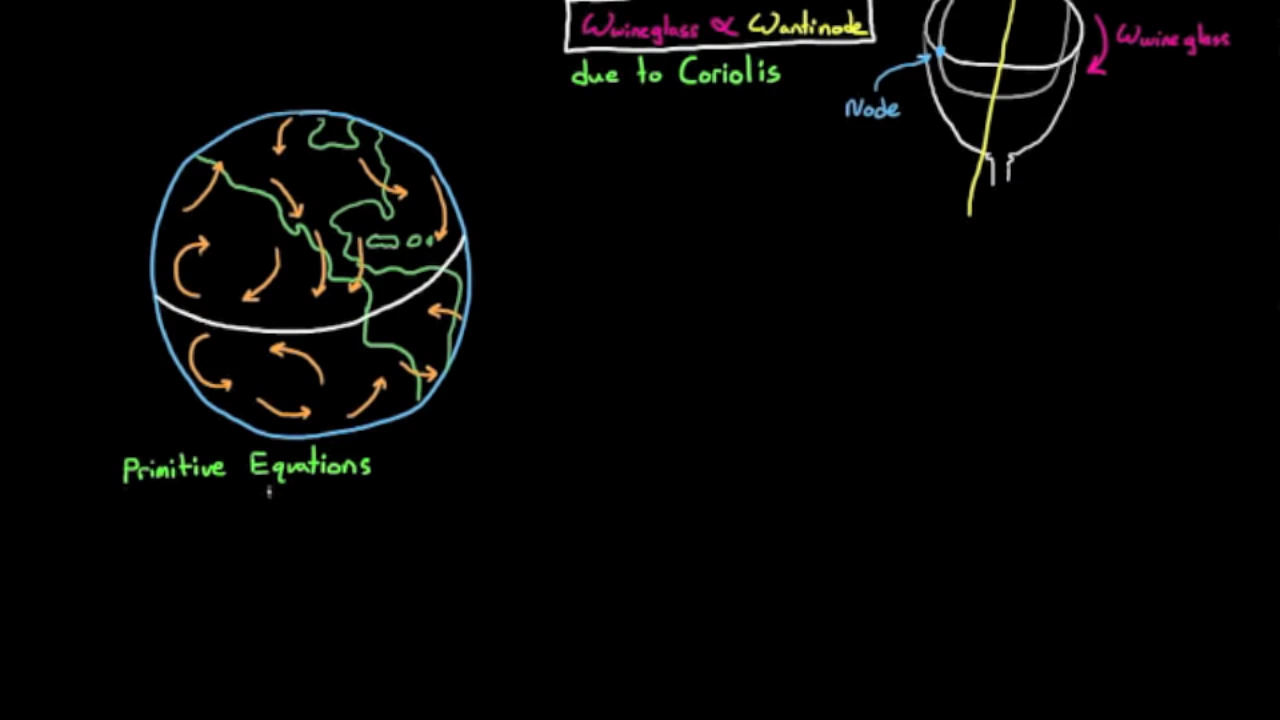 Wwineglass ∝ Wantinode
due to Coriolis
Wwineglass
Node
Primitive Equations